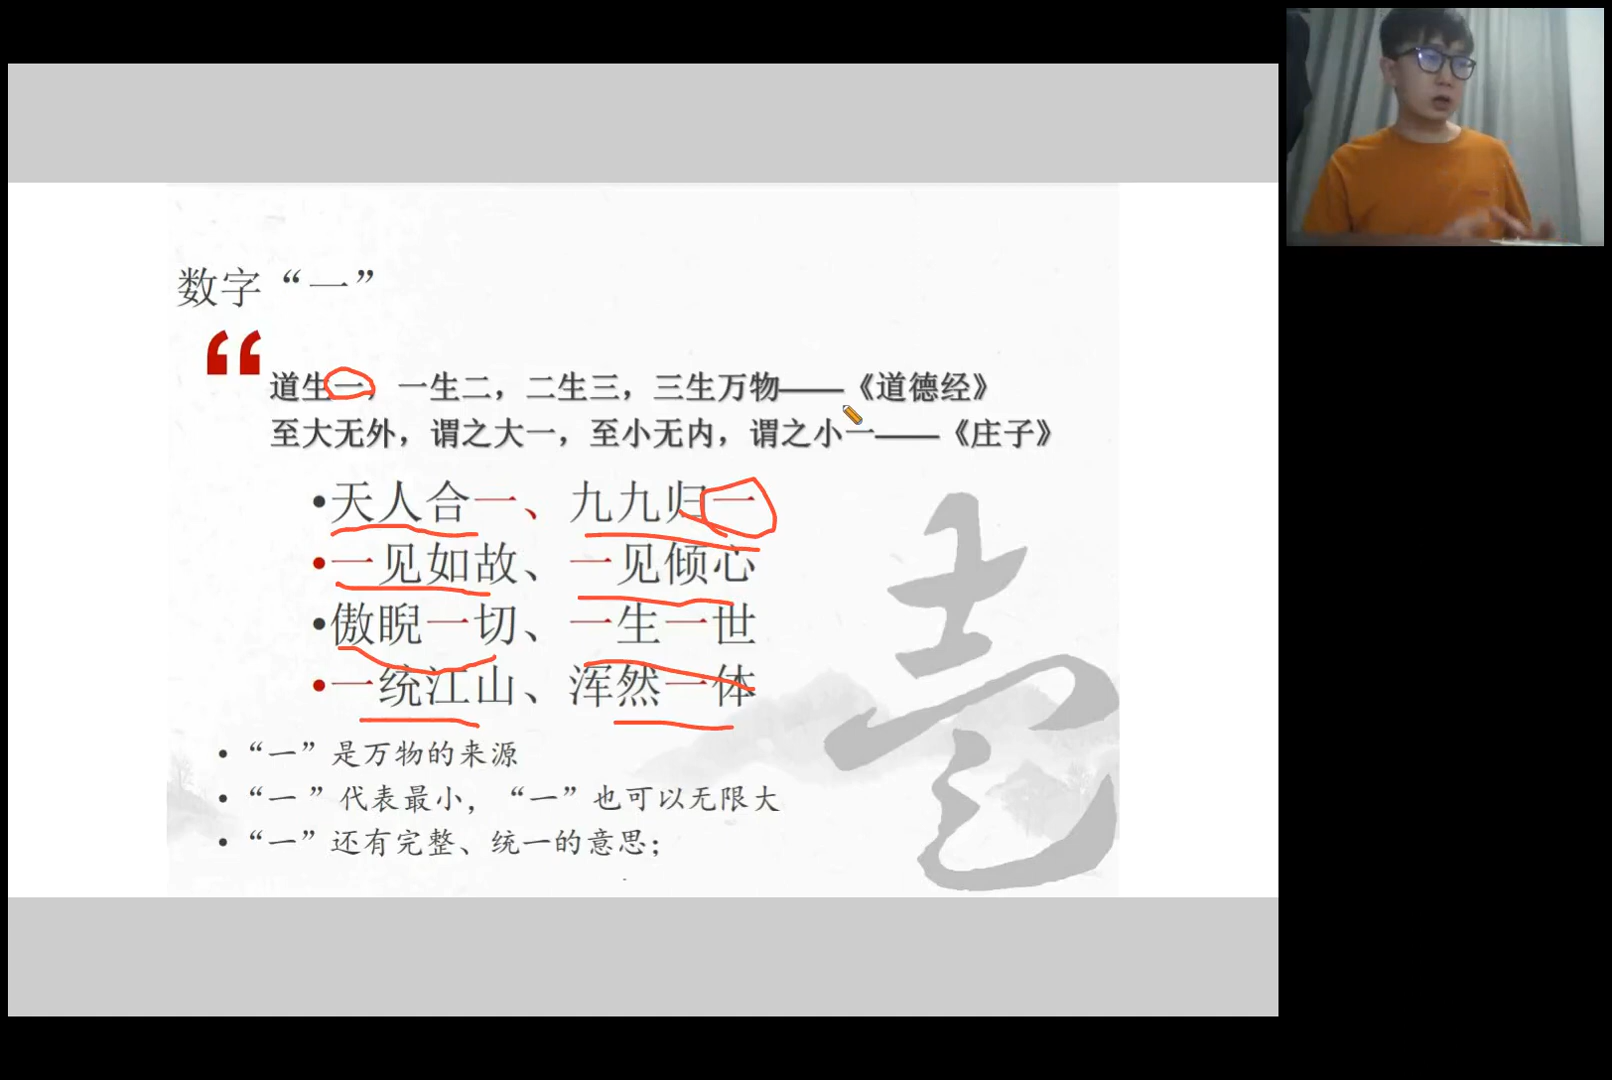 数字“一”
“
道生一，一生二，二生三，三生万物——《道德经》
至大无外，谓之大一，至小无内，谓之小一——《庄子》
•天人合一、九九归一
•一见如故、一见倾心
•傲睨一切、一生一世
•一统江山、浑然一体
• “一”是万物的来源
• “一”代表最小，“一”也可以无限大
• “一”还有完整、统一的意思；
壹